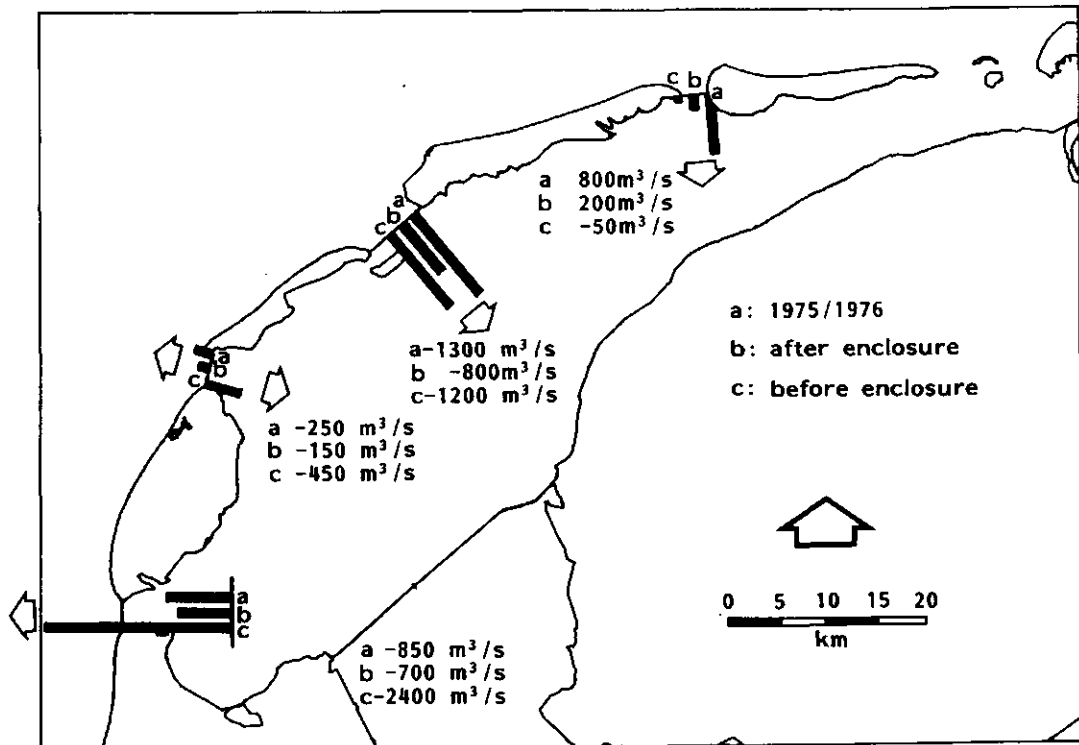 c b a
a 800m³/s
b 200m³/s
c -50m³/s
a
b
c
a: 1975/1976
b: after enclosure
c: before enclosure
a-1300 m³/s
b -800m³/s
c-1200 m³/s
a
b
c
a -250 m³/s
b -150 m³/s
c -450 m³/s
a
b
c
0 5 10 15 20
km
a -850 m³/s
b -700 m³/s
c-2400 m³/s